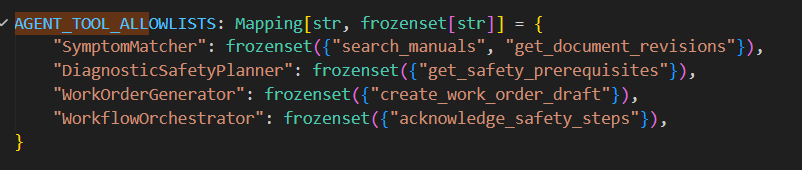 AGENT_TOOL_ALLOWLISTS: Mapping[str, frozenset[str]] = {
    "SymptomMatcher": frozenset({"search_manuals", "get_document_revisions"}),
    "DiagnosticSafetyPlanner": frozenset({"get_safety_prerequisites"}),
    "WorkOrderGenerator": frozenset({"create_work_order_draft"}),
    "WorkflowOrchestrator": frozenset({"acknowledge_safety_steps"}),
}